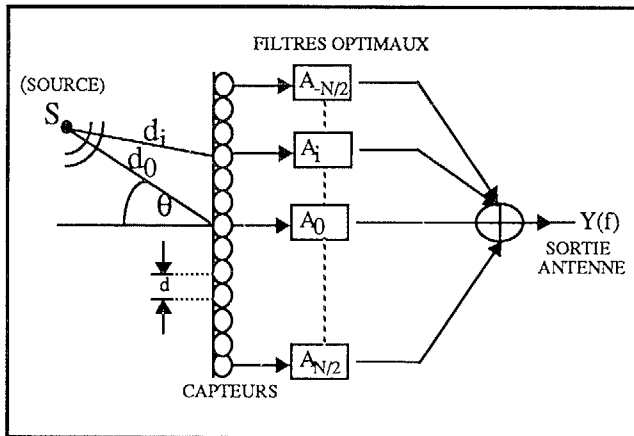 FILTRES OPTIMAUX
(SOURCE)
S
A-N/2
di
Ai
d0
θ
A0
Y(f)
SORTIE
ANTENNE
d
AN/2
CAPTEURS